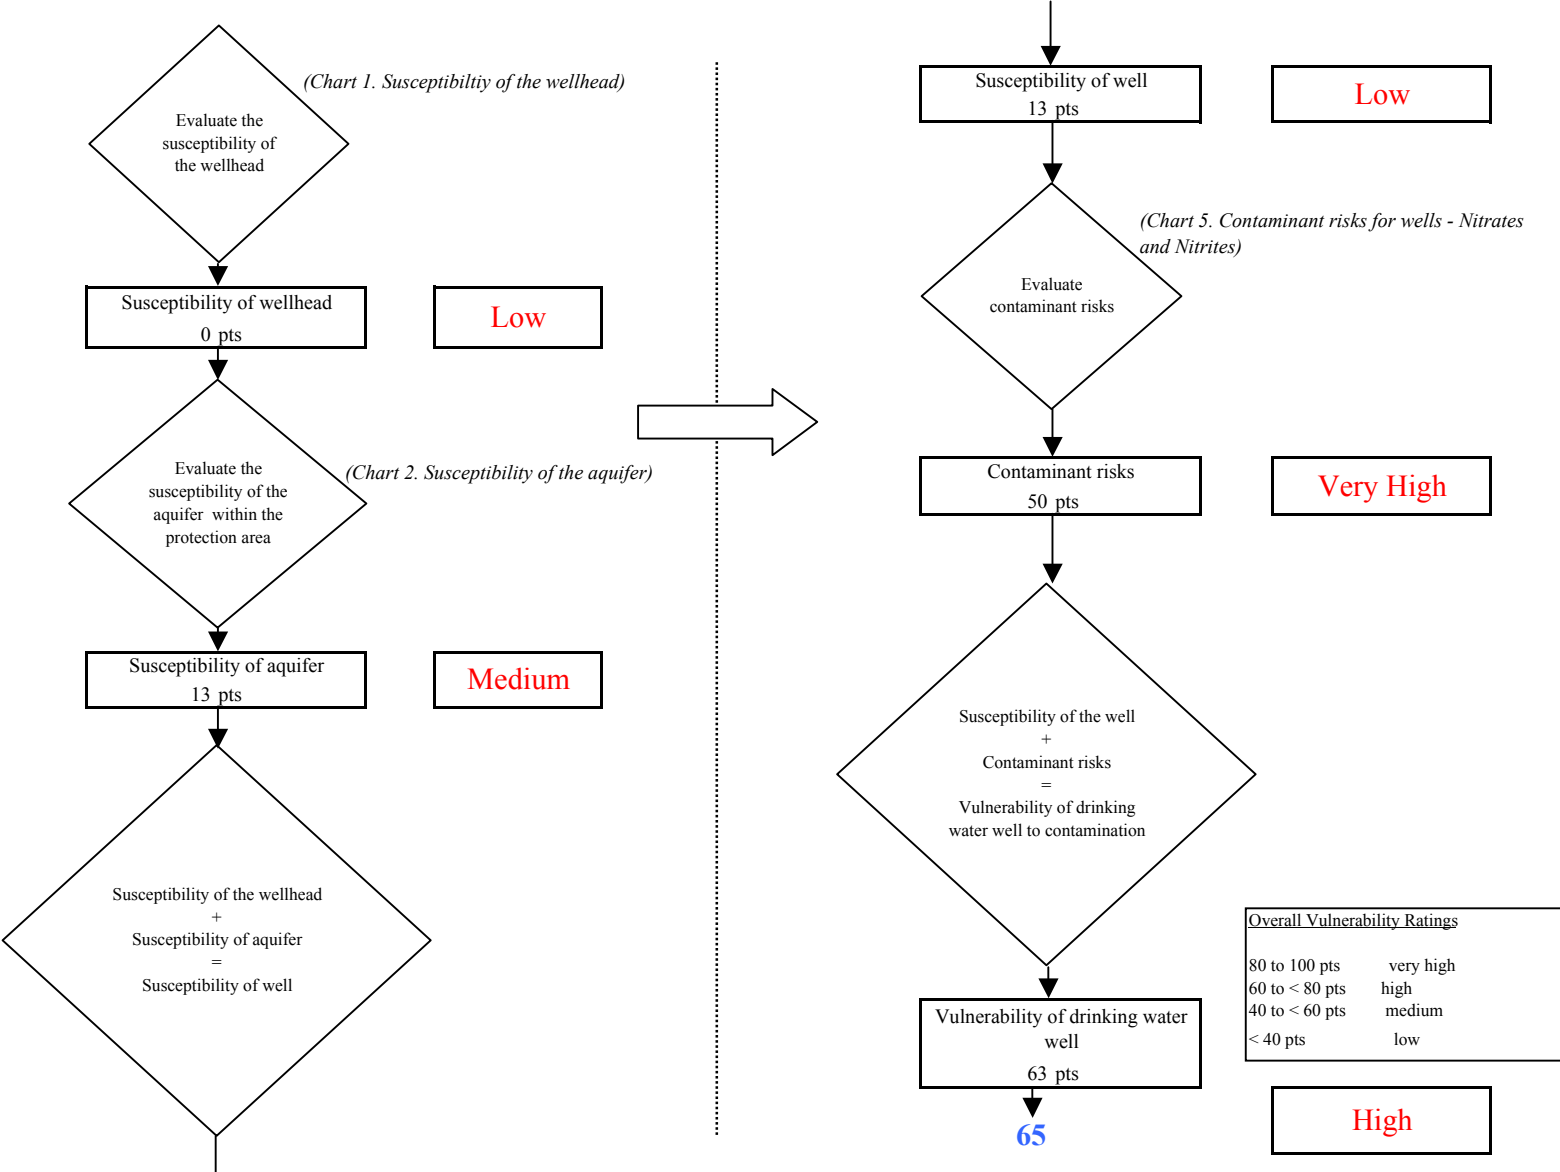 (Chart 1. Susceptibiltiy of the wellhead)
Evaluate the
susceptibility of
the wellhead
Susceptibility of wellhead
0 pts
Low
Evaluate the
susceptibility of the
aquifer within the
protection area
(Chart 2. Susceptibility of the aquifer)
Susceptibility of aquifer
13 pts
Medium
Susceptibility of the wellhead
+
Susceptibility of aquifer
=
Susceptibility of well
Susceptibility of well
13 pts
Low
(Chart 5. Contaminant risks for wells - Nitrates
and Nitrites)
Evaluate
contaminant risks
Contaminant risks
50 pts
Very High
Susceptibility of the well
+
Contaminant risks
=
Vulnerability of drinking
water well to contamination
Overall Vulnerability Ratings
80 to 100 pts very high
60 to < 80 pts high
40 to < 60 pts medium
< 40 pts low
Vulnerability of drinking water
well
63 pts
65
High